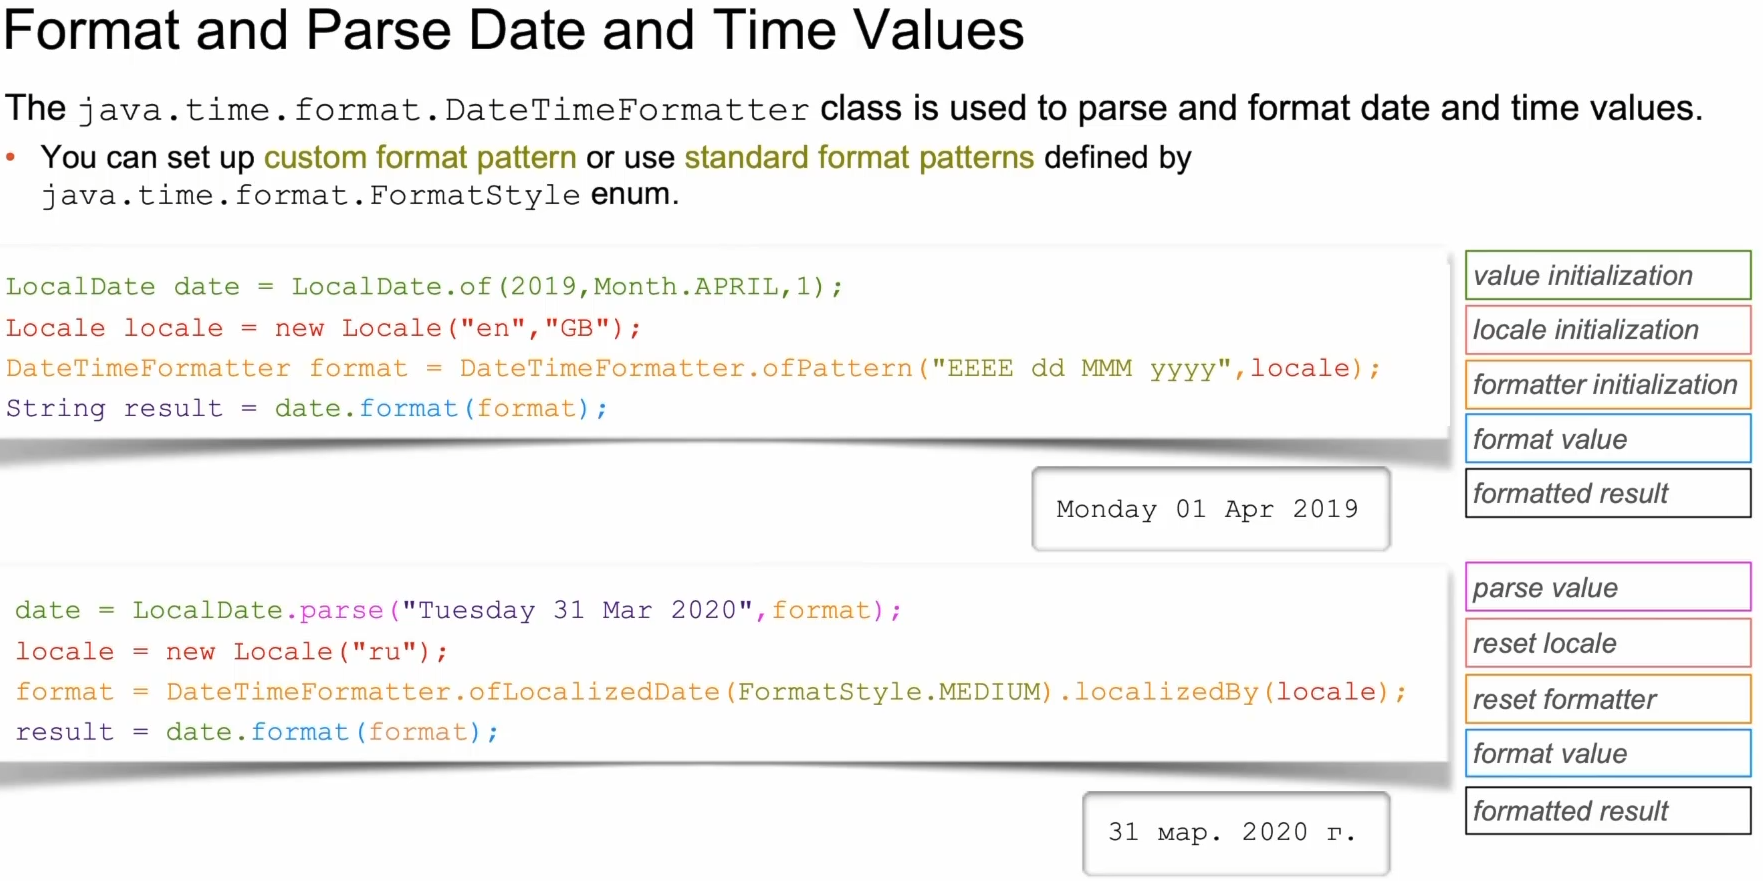 Format and Parse Date and Time Values
The java.time.format.DateTimeFormatter class is used to parse and format date and time values.
• You can set up custom format pattern or use standard format patterns defined by
java.time.format.FormatStyle enum.
LocalDate date = LocalDate.of(2019,Month.APRIL,1);
Locale locale = new Locale("en","GB");
DateTimeFormatter format = DateTimeFormatter.ofPattern("EEEE dd MMM yyyy",locale);
String result = date.format(format);
value initialization
locale initialization
formatter initialization
format value
formatted result
Monday 01 Apr 2019
date = LocalDate.parse("Tuesday 31 Mar 2020",format);
locale = new Locale("ru");
format = DateTimeFormatter.ofLocalizedDate(FormatStyle.MEDIUM).localizedBy(locale);
result = date.format(format);
parse value
reset locale
reset formatter
format value
formatted result
31 мар. 2020 г.